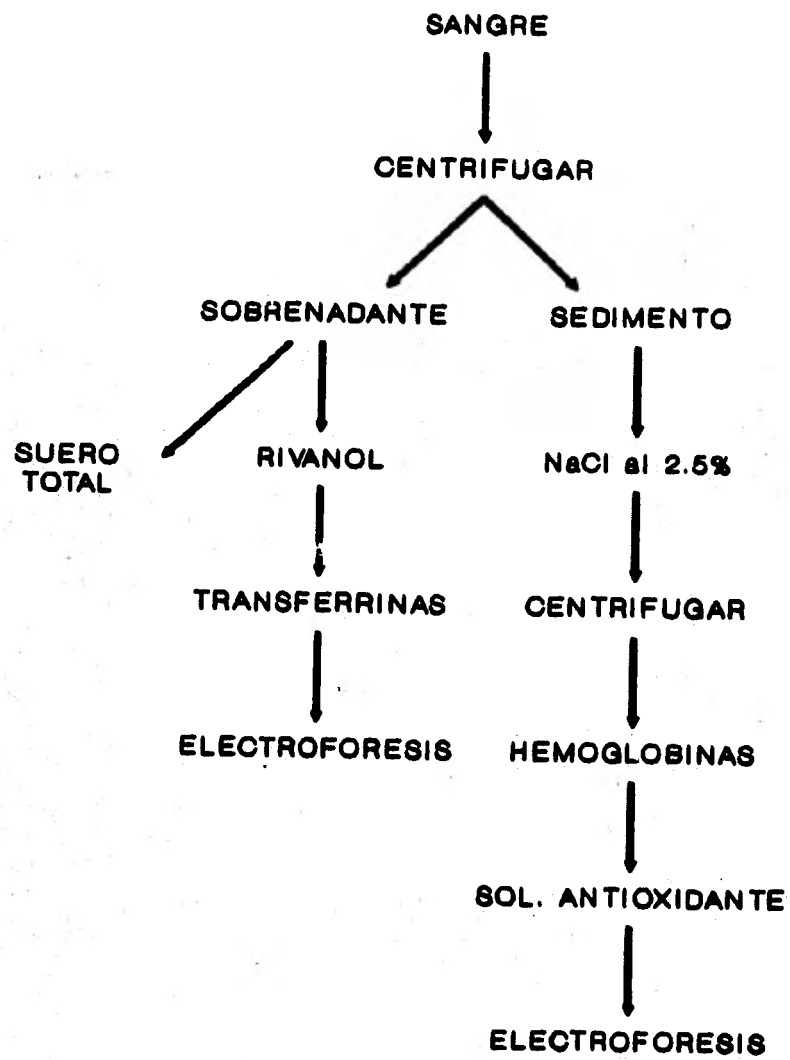 SANGRE
CENTRIFUGAR
SOBRENADANTE
SEDIMENTO
SUERO
TOTAL
RIVANOL
NaCl al 2.5%
TRANSFERRINAS
CENTRIFUGAR
ELECTROFORESIS
HEMOGLOBINAS
SOL. ANTIOXIDANTE
ELECTROFORESIS